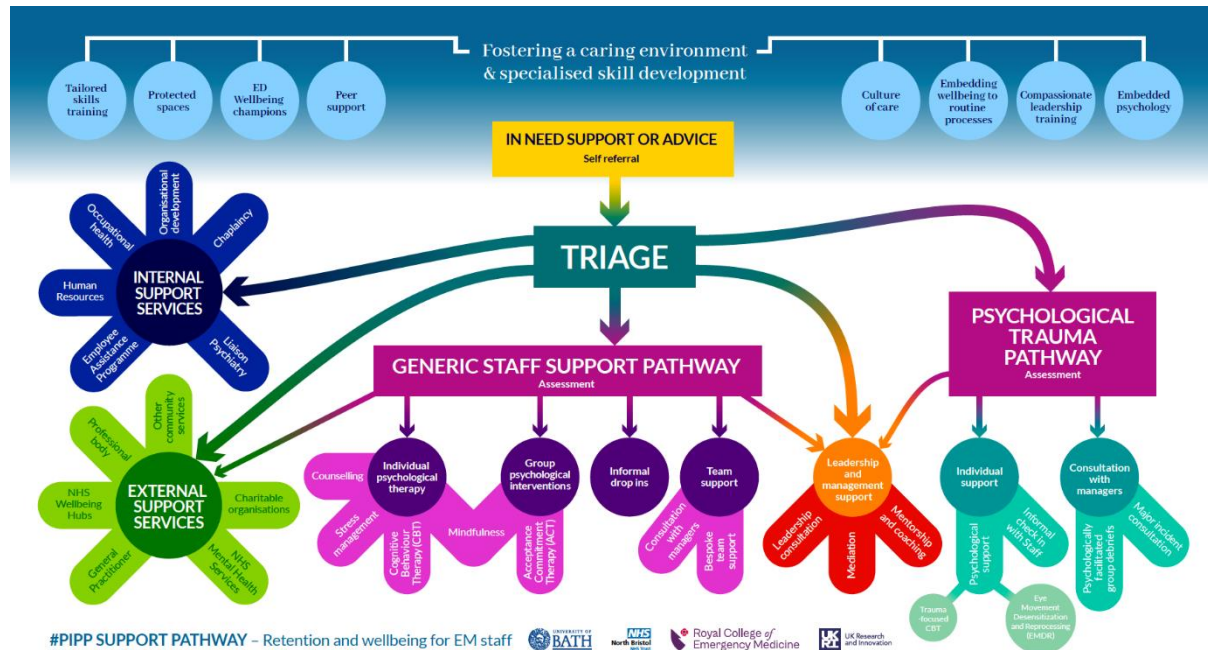 Fostering a caring environment
& specialised skill development
Tailored
skills
training
Protected
spaces
ED
Wellbeing
champions
Peer
support
Culture
of care
Embedding
wellbeing to
routine
processes
Compassionate
leadership
training
Embedded
psychology
IN NEED SUPPORT OR ADVICE
Self referral
TRIAGE
INTERNAL
SUPPORT
SERVICES
Human
Resources
Occupational
health
Organisational
development
Chaplaincy
Liaison
Psychiatry
Employee
Assistance
Programme
EXTERNAL
SUPPORT
SERVICES
NHS
Wellbeing
Hubs
Professional
body
Other
community
services
Charitable
organisations
NHS
Mental Health
Services
General
Practitioner
GENERIC STAFF SUPPORT PATHWAY
Assessment
PSYCHOLOGICAL
TRAUMA
PATHWAY
Assessment
Individual
psychological
therapy
Counselling
Stress
management
Cognitive
Behaviour
Therapy (CBT)
Mindfulness
Group
psychological
interventions
Acceptance
Commitment
Therapy (ACT)
Informal
drop ins
Team
support
Consultation
with
managers
Bespoke
team
support
Leadership
and
management
support
Leadership
consultation
Mediation
Mentorship
and coaching
Individual
support
Psychological
support
Informal
check in
with Staff
Trauma
-focused
CBT
Eye
Movement
Desensitization
and Reprocessing
(EMDR)
Consultation
with
managers
Psychologically
facilitated
group debriefs
Major incident
consultation
#PIPP SUPPORT PATHWAY – Retention and wellbeing for EM staff
UNIVERSITY OF
BATH
NHS
North Bristol
NHS Trust
Royal College of
Emergency Medicine
UK
RI
UK Research
and Innovation